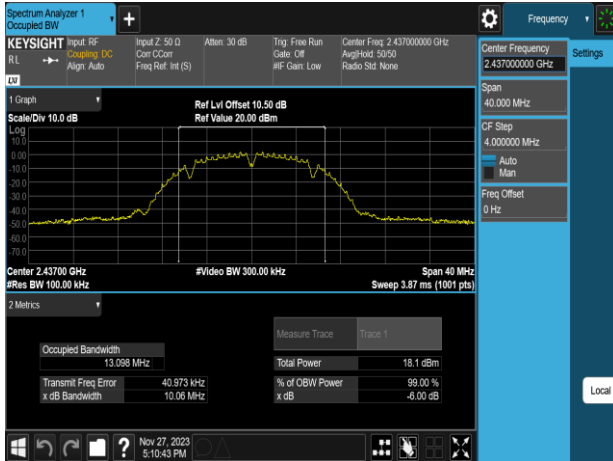 Spectrum Analyzer 1
Occupied BW
Frequency
KEYSIGHT
RL
Input: RF
Coupling: DC
Align: Auto
Input Z: 50 Ω
Corr CCorr
Freq Ref: Int (S)
Atten: 30 dB
Trig: Free Run
Gate: Off
#IF Gain: Low
Center Freq: 2.437000000 GHz
Avg|Hold: 50/50
Radio Std: None
LXI
Center Frequency
2.437000000 GHz
Settings
Span
40.000 MHz
CF Step
4.000000 MHz
Auto
Man
Freq Offset
0 Hz
Local
1 Graph
Scale/Div 10.0 dB
Ref Lvl Offset 10.50 dB
Ref Value 20.00 dBm
Log
10.0
0.00
-10.0
-20.0
-30.0
-40.0
-50.0
-60.0
-70.0
Center 2.43700 GHz
#Res BW 100.00 kHz
#Video BW 300.00 kHz
Span 40 MHz
Sweep 3.87 ms (1001 pts)
2 Metrics
Measure Trace
Trace 1
Occupied Bandwidth
13.098 MHz
Total Power
18.1 dBm
Transmit Freq Error
40.973 kHz
% of OBW Power
99.00 %
x dB Bandwidth
10.06 MHz
x dB
-6.00 dB
Nov 27, 2023
5:10:43 PM